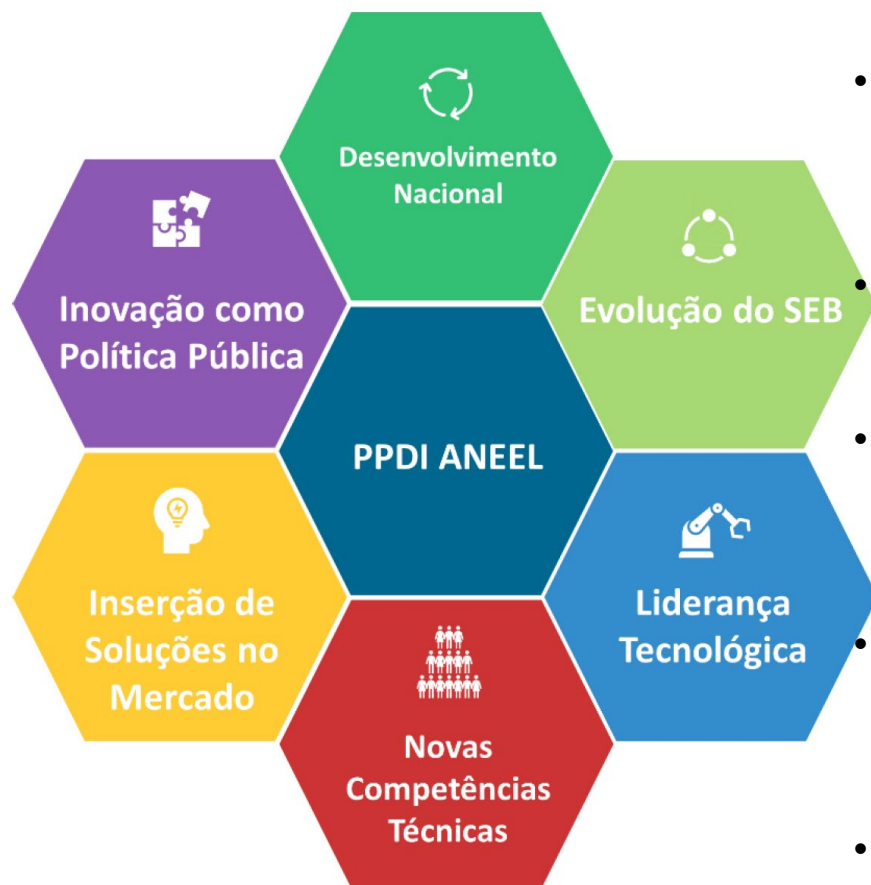 Desenvolvimento
Nacional
Inovação como
Política Pública
Evolução do SEB
PPDI ANEEL
Inserção de
Soluções no
Mercado
Liderança
Tecnológica
Novas
Competências
Técnicas